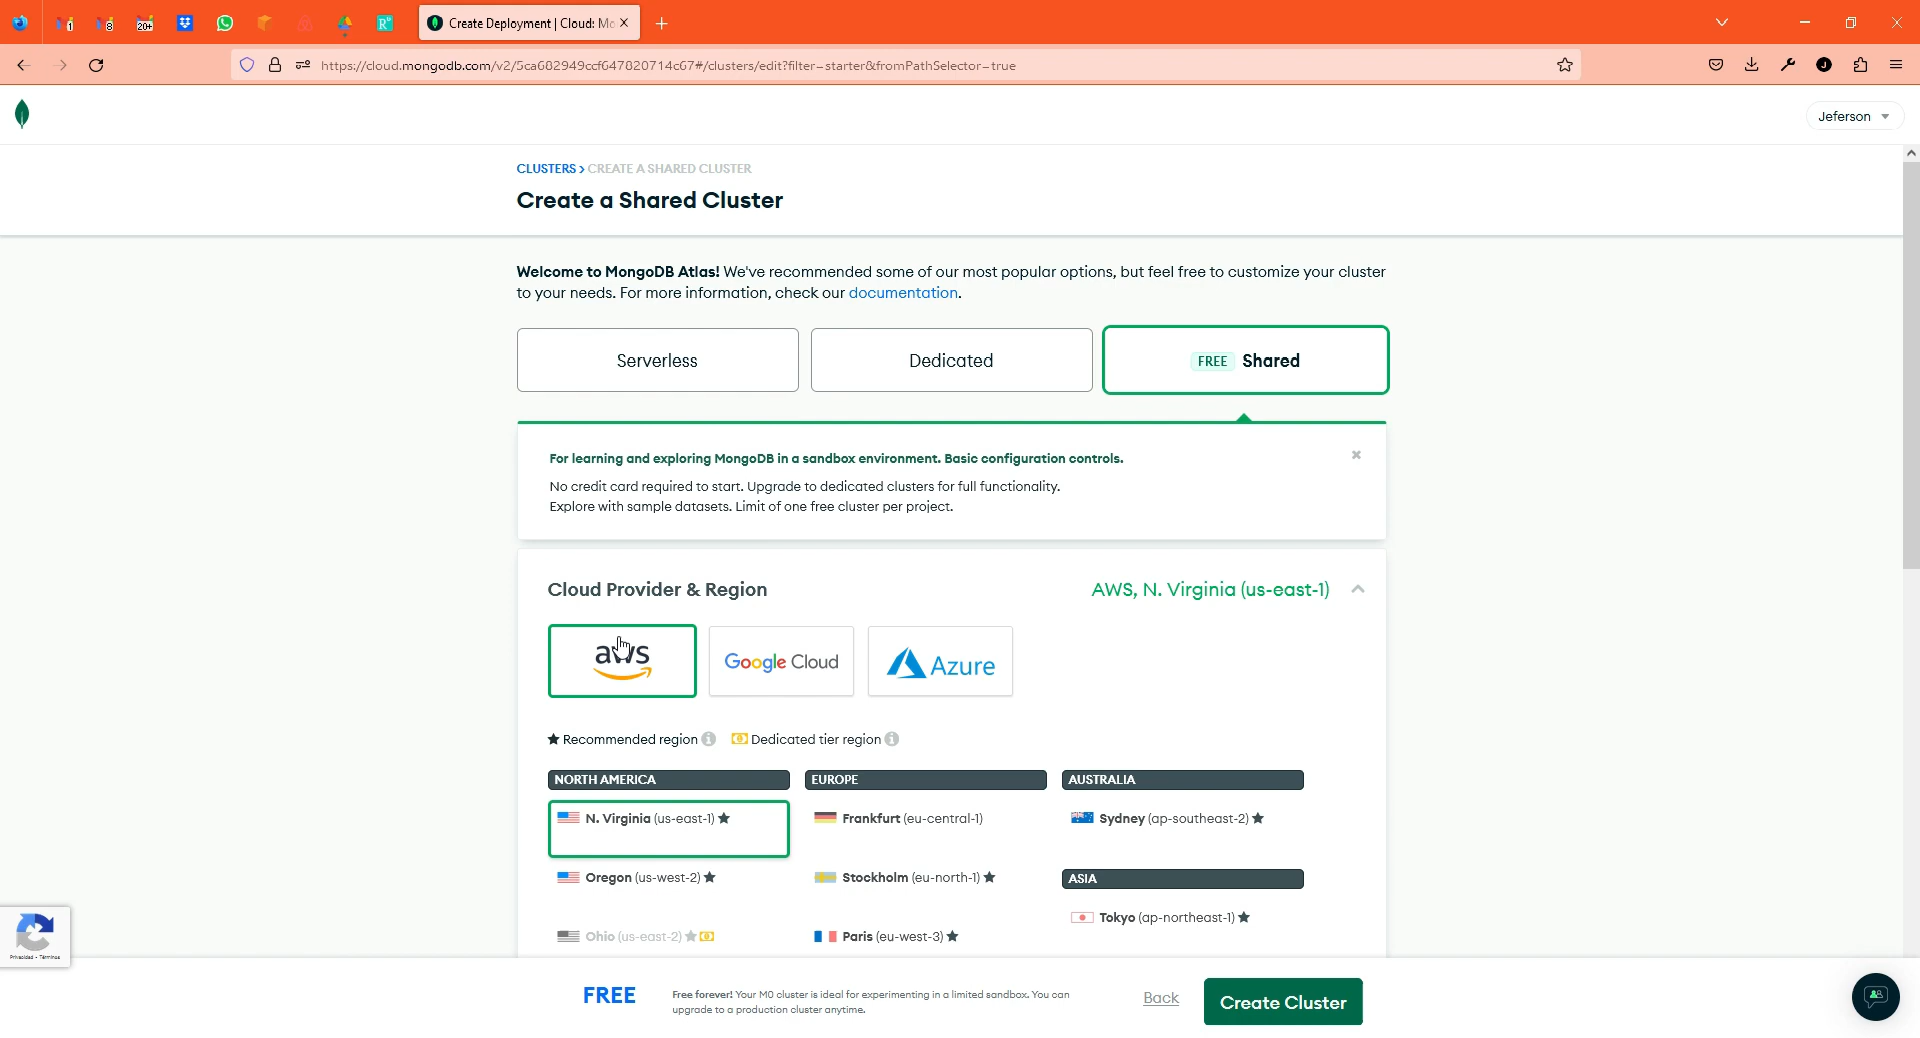 1
8
20+
Create Deployment | Cloud: Mo
https://cloud.mongodb.com/v2/5ca682949ccf647820714c67#/clusters/edit?filter=starter&fromPathSelector=true
J
Jeferson
CLUSTERS > CREATE A SHARED CLUSTER
Create a Shared Cluster
Welcome to MongoDB Atlas! We've recommended some of our most popular options, but feel free to customize your cluster
to your needs. For more information, check our documentation.
Serverless
Dedicated
FREE Shared
For learning and exploring MongoDB in a sandbox environment. Basic configuration controls.
No credit card required to start. Upgrade to dedicated clusters for full functionality.
Explore with sample datasets. Limit of one free cluster per project.
Cloud Provider & Region
AWS, N. Virginia (us-east-1)
aws
Google Cloud
Azure
Recommended region
Dedicated tier region
NORTH AMERICA
EUROPE
AUSTRALIA
N. Virginia (us-east-1)
Frankfurt (eu-central-1)
Sydney (ap-southeast-2)
Oregon (us-west-2)
Stockholm (eu-north-1)
ASIA
Tokyo (ap-northeast-1)
Ohio (us-east-2)
Paris (eu-west-3)
Privacidad - Términos
FREE
Free forever! Your M0 cluster is ideal for experimenting in a limited sandbox. You can
upgrade to a production cluster anytime.
Back
Create Cluster